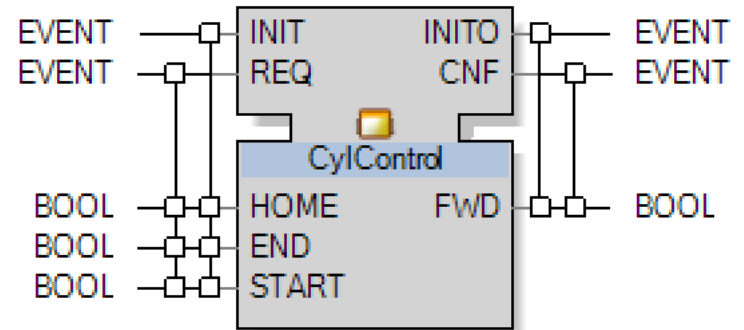 EVENT INIT INITO EVENT
EVENT REQ CNF EVENT
CylControl
BOOL HOME FWD BOOL
BOOL END
BOOL START